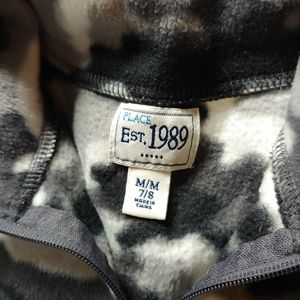 PLACE
EST. 1989
M/M
7/8
MADE IN
CHINA